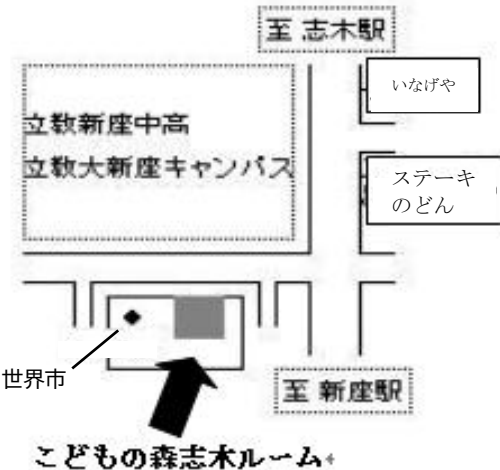 至 志木駅
いなげや
立教新座中高
立教大新座キャンパス
ステーキ
のどん
世界市
至 新座駅
こどもの森志木ルーム